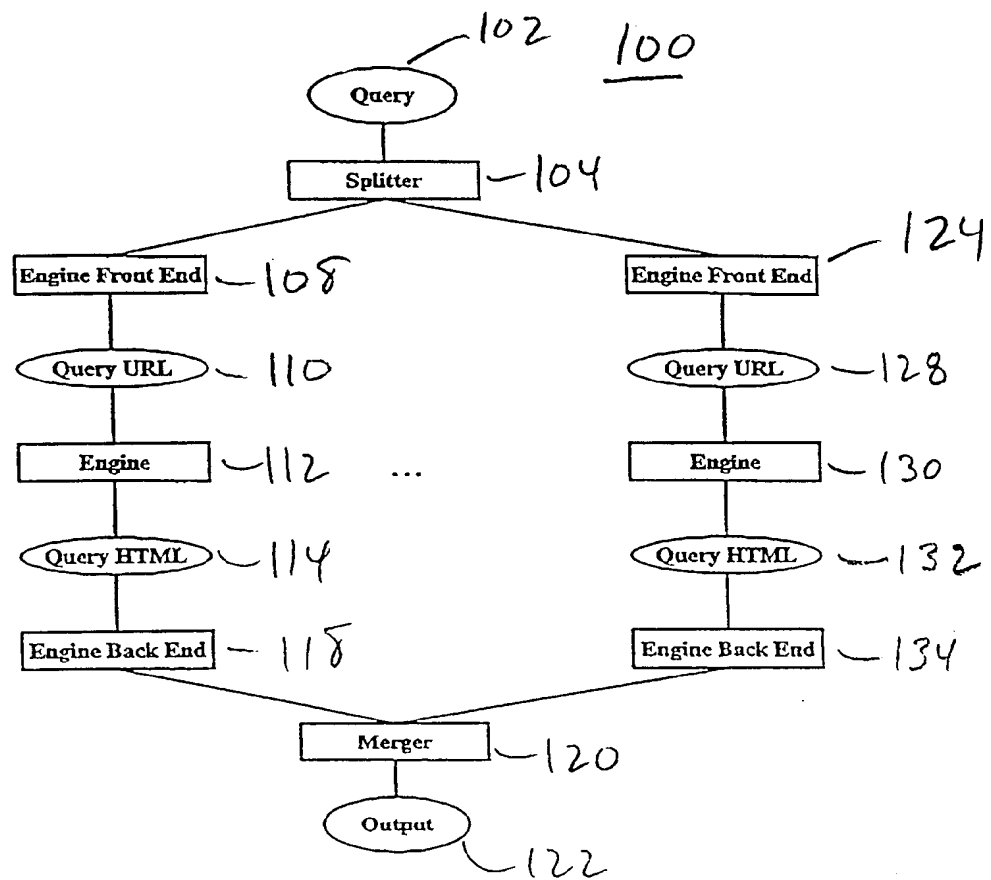 102
100
Query
Splitter
104
124
Engine Front End
108
Engine Front End
Query URL
110
Query URL
128
Engine
112
...
Engine
130
Query HTML
114
Query HTML
132
Engine Back End
118
Engine Back End
134
Merger
120
Output
122